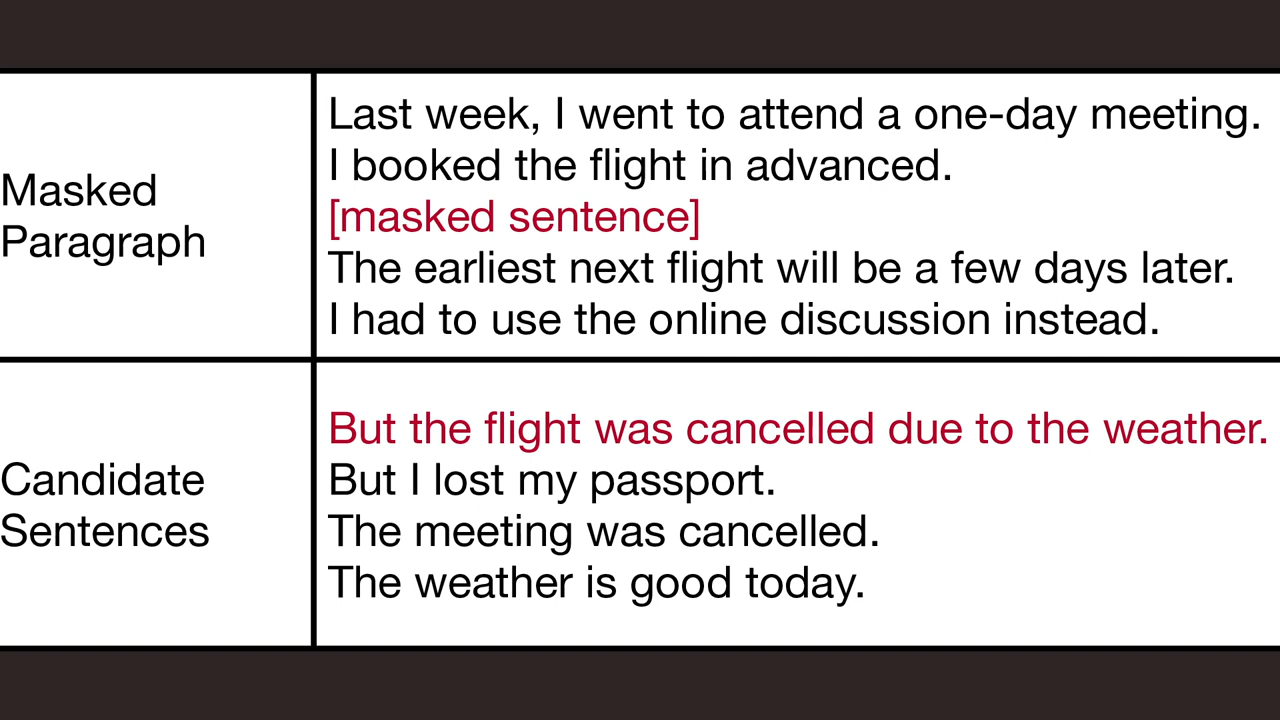 Masked
Paragraph
Last week, I went to attend a one-day meeting.
I booked the flight in advanced.
[masked sentence]
The earliest next flight will be a few days later.
I had to use the online discussion instead.
Candidate
Sentences
But the flight was cancelled due to the weather.
But I lost my passport.
The meeting was cancelled.
The weather is good today.